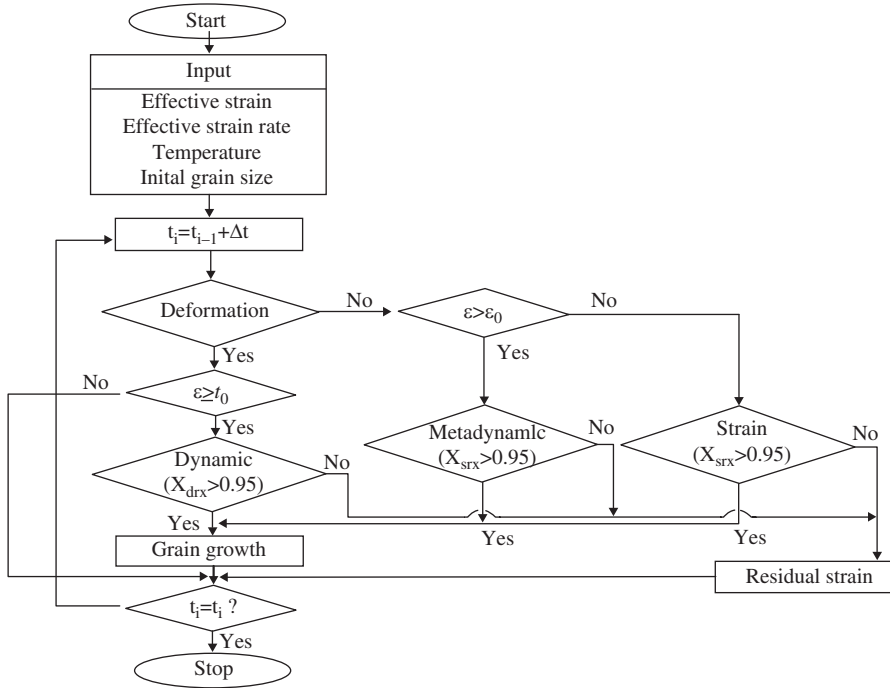 Start
Input
Effective strain
Effective strain rate
Temperature
Inital grain size
tᵢ=tᵢ₋₁+Δt
Deformation
No
ε>ε₀
No
Yes
Yes
No
ε≥t₀
Yes
Metadynamlc
(Xsrx>0.95)
No
Strain
(Xsrx>0.95)
No
Dynamic
(Xdrx>0.95)
No
Yes
Yes
Yes
Grain growth
Residual strain
tᵢ=tᵢ ?
Yes
Stop